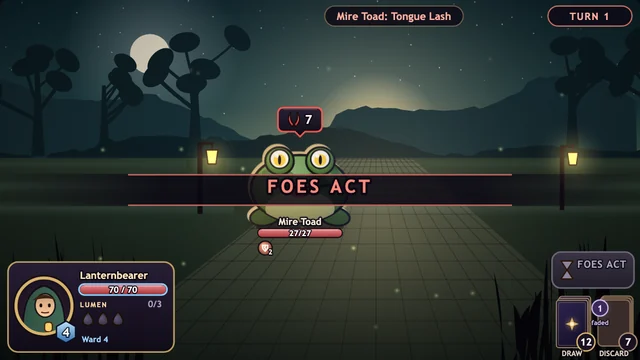 Mire Toad: Tongue Lash
TURN 1
7
FOES ACT
Mire Toad
27/27
2
Lanternbearer
70 / 70
LUMEN 0/3
4
Ward 4
FOES ACT
1
faded
12
7
DRAW
DISCARD